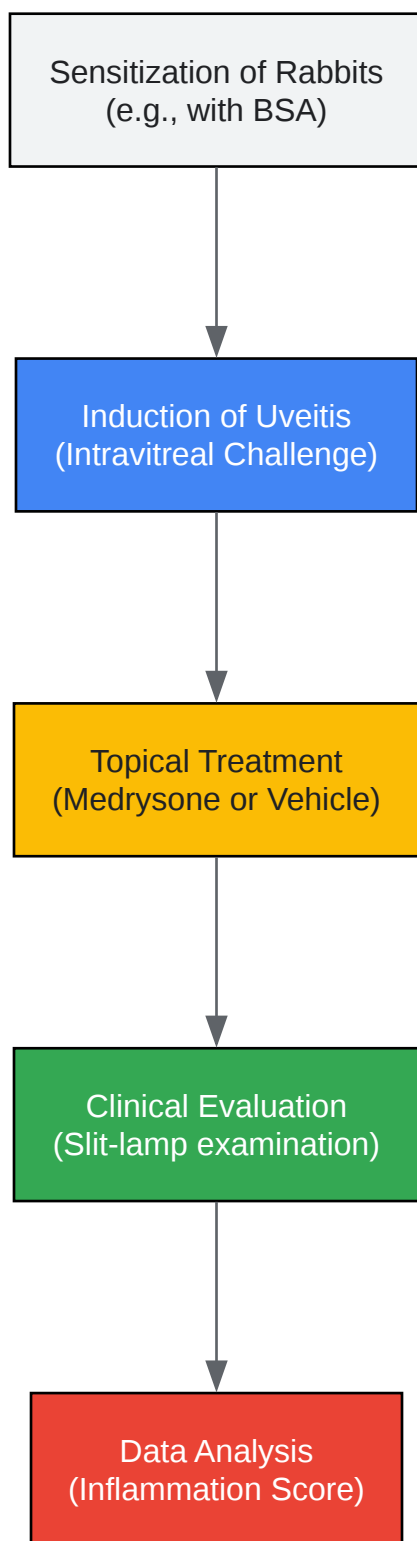 Sensitization of Rabbits
(e.g., with BSA)
Induction of Uveitis
(Intravitreal Challenge)
Topical Treatment
(Medrysone or Vehicle)
Clinical Evaluation
(Slit-lamp examination)
Data Analysis
(Inflammation Score)